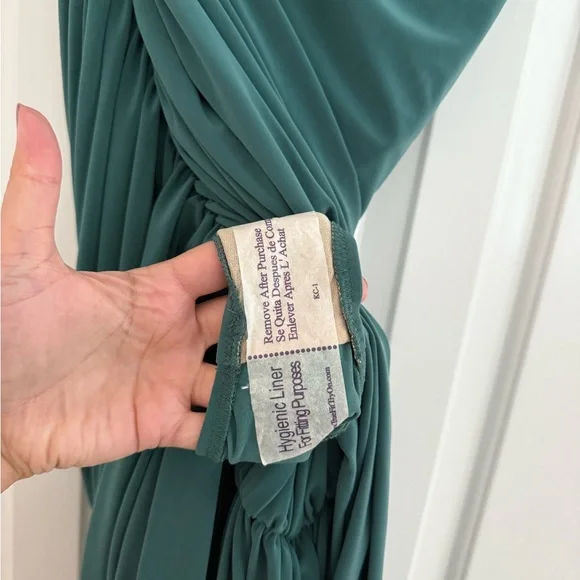 Remove After Purchase
Se Quita Despues de Com
Enlever Apres L' Achat
KC-1
Hygienic Liner
For Fitting Purposes